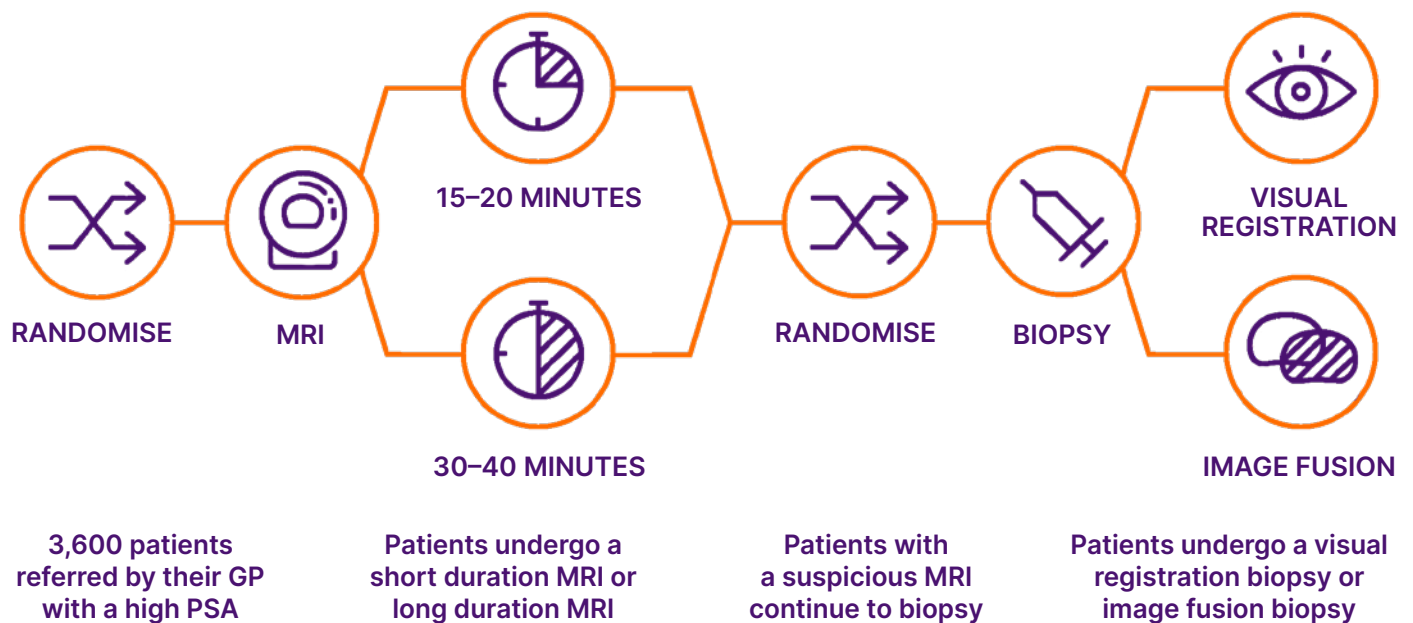 15–20 MINUTES
VISUAL
REGISTRATION
RANDOMISE
MRI
RANDOMISE
BIOPSY
30–40 MINUTES
IMAGE FUSION
3,600 patients
referred by their GP
with a high PSA
Patients undergo a
short duration MRI or
long duration MRI
Patients with
a suspicious MRI
continue to biopsy
Patients undergo a visual
registration biopsy or
image fusion biopsy